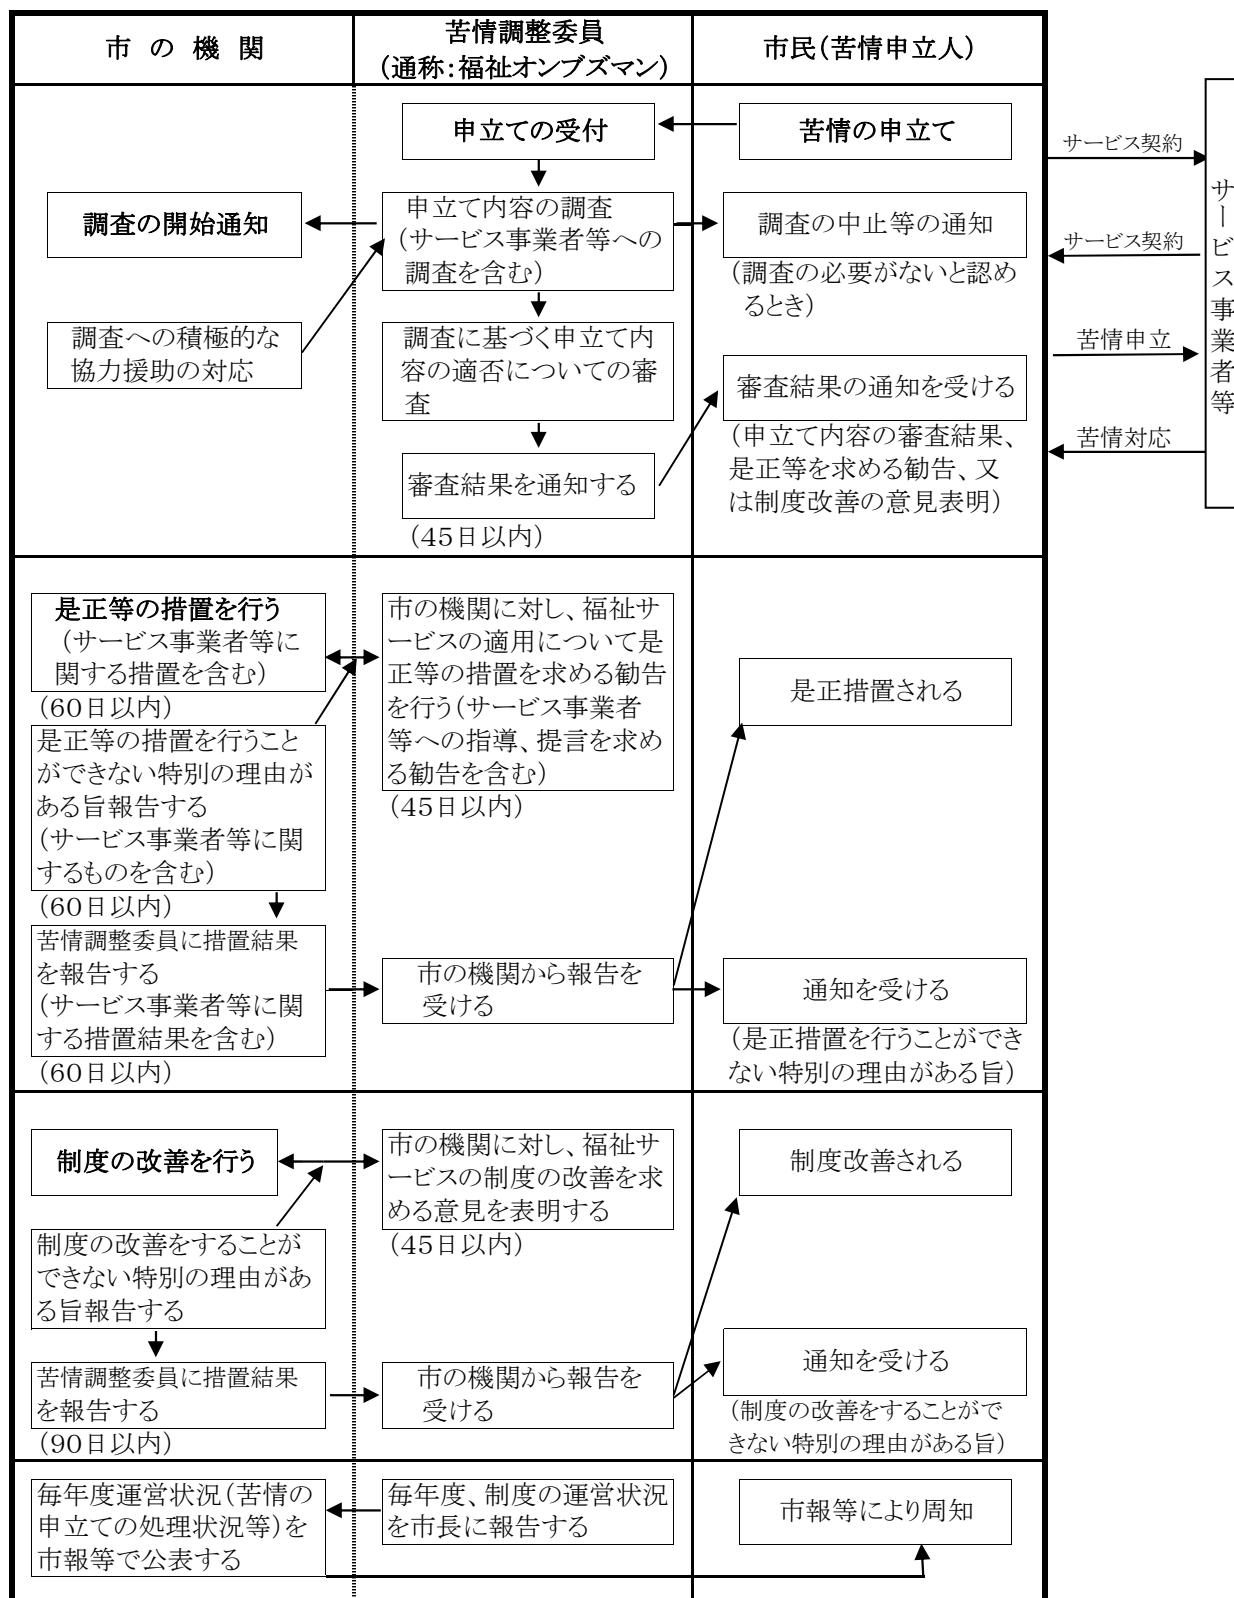 市の機関
苦情調整委員
（通称：福祉オンブズマン）
市民（苦情申立人）
申立ての受付
苦情の申立て
調査の開始通知
申立て内容の調査
（サービス事業者等への
調査を含む）
調査の中止等の通知
（調査の必要がないと認め
るとき）
調査への積極的な
協力援助の対応
調査に基づく申立て内
容の適否についての審
査
審査結果の通知を受ける
（申立て内容の審査結果、
是正等を求める勧告、又
は制度改善の意見表明）
審査結果を通知する
（45日以内）
サービス契約
サービス契約
苦情申立
苦情対応
サービス事業者等
是正等の措置を行う
（サービス事業者等に
関する措置を含む）
（60日以内）
是正等の措置を行うこと
ができない特別の理由が
ある旨報告する
（サービス事業者等に関
するものを含む）
（60日以内）
苦情調整委員に措置結果
を報告する
（サービス事業者等に関
する措置結果を含む）
（60日以内）
市の機関に対し、福祉サ
ービスの適用について是
正等の措置を求める勧告
を行う（サービス事業者
等への指導、提言を求め
る勧告を含む）
（45日以内）
市の機関から報告を
受ける
是正措置される
通知を受ける
（是正措置を行うことができ
ない特別の理由がある旨）
制度の改善を行う
制度の改善をすることが
できない特別の理由があ
る旨報告する
苦情調整委員に措置結果
を報告する
（90日以内）
市の機関に対し、福祉サ
ービスの制度の改善を求
める意見を表明する
（45日以内）
市の機関から報告を
受ける
制度改善される
通知を受ける
（制度の改善をすることがで
きない特別の理由がある旨）
毎年度運営状況（苦情の
申立ての処理状況等）を
市報等で公表する
毎年度、制度の運営状況
を市長に報告する
市報等により周知